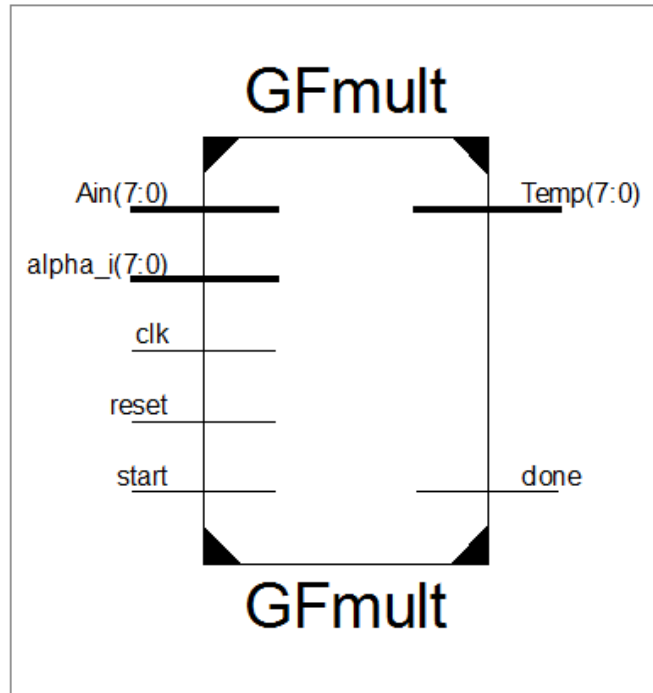 GFmult
Ain(7:0)
Temp(7:0)
alpha_i(7:0)
clk
reset
start
done
GFmult